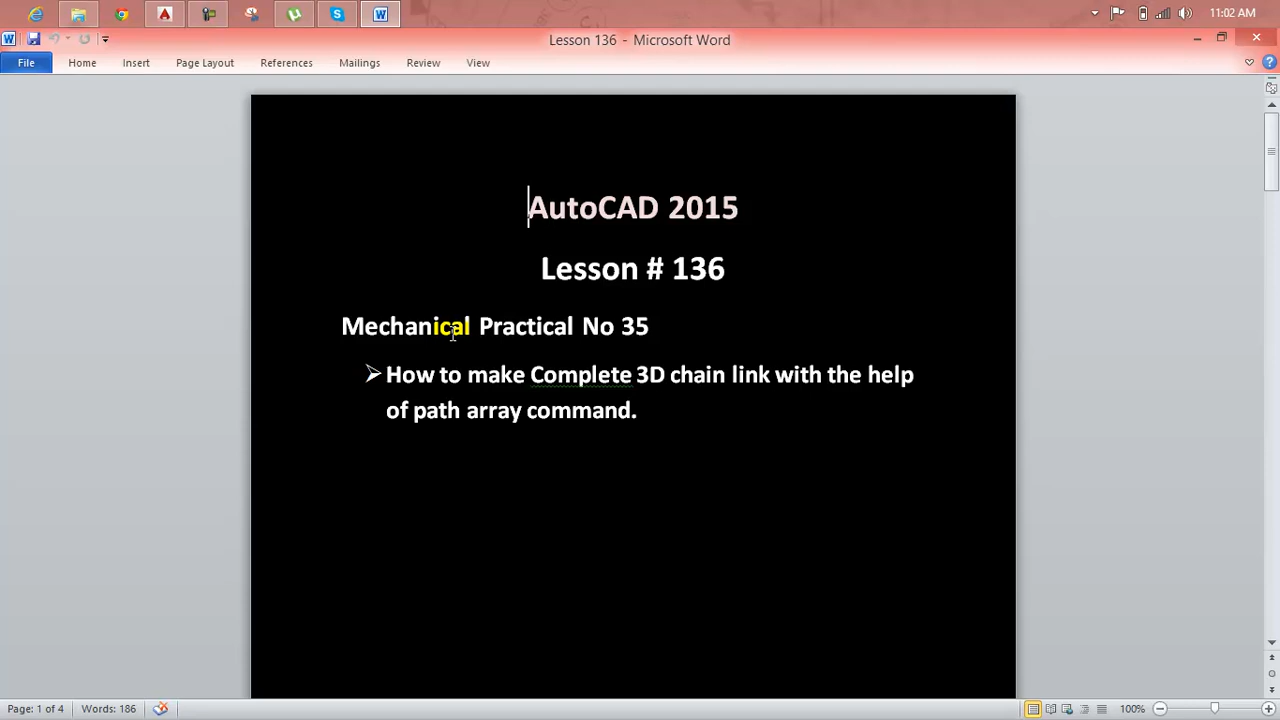 11:02 AM
Lesson 136 - Microsoft Word
File Home Insert Page Layout References Mailings Review View
AutoCAD 2015
Lesson # 136
Mechanical Practical No 35
How to make Complete 3D chain link with the help
of path array command.
Page: 1 of 4 Words: 186 100%